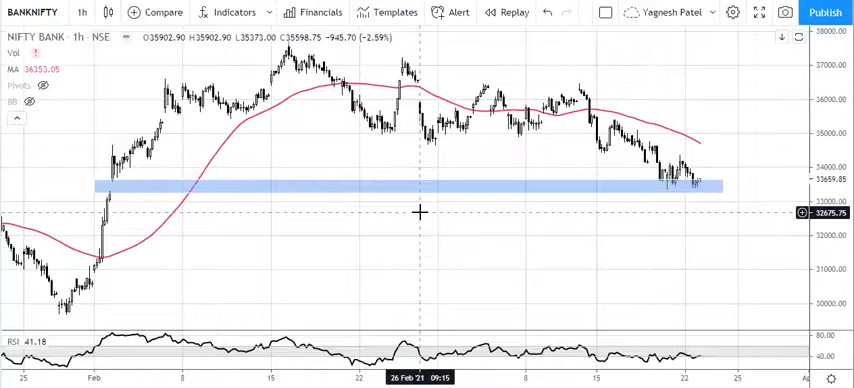 BANKNIFTY 1h Compare Indicators Financials Templates Alert Replay Yagnesh Patel Publish
NIFTY BANK · 1h · NSE O35902.90 H35902.90 L35373.00 C35598.75 -945.70 (-2.59%)
Vol !
MA 36353.05
Pivots
BB
38000.00
37000.00
36000.00
35000.00
34000.00
33659.85
32675.75
32000.00
31000.00
30000.00
RSI 41.18
80.00
40.00
25 Feb 8 15 22 26 Feb '21 09:15 8 15 22 Ap